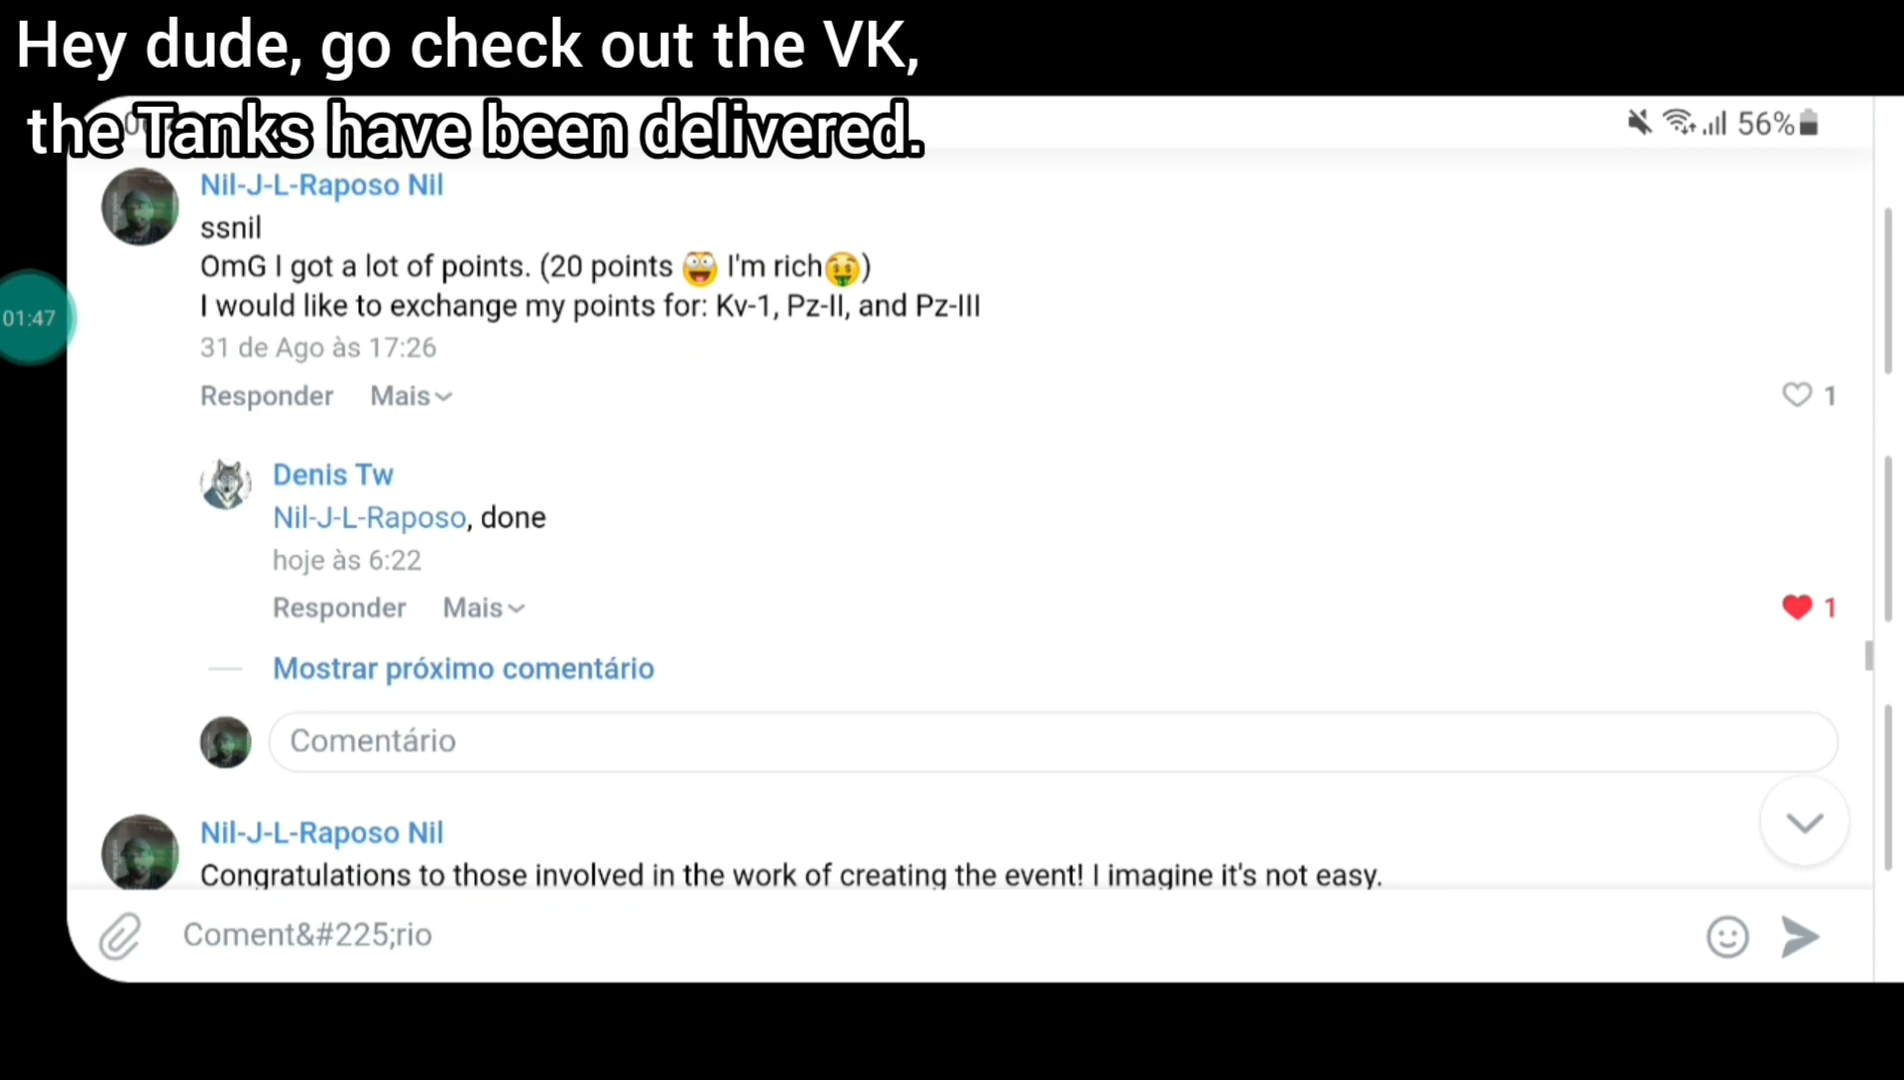 Hey dude, go check out the VK,
the Tanks have been delivered.
56%
Nil-J-L-Raposo Nil
ssnil
OmG I got a lot of points. (20 points 🤪 I'm rich🤑)
I would like to exchange my points for: Kv-1, Pz-II, and Pz-III
01:47
31 de Ago às 17:26
Responder Mais
1
Denis Tw
Nil-J-L-Raposo, done
hoje às 6:22
Responder Mais
1
Mostrar próximo comentário
Comentário
Nil-J-L-Raposo Nil
Congratulations to those involved in the work of creating the event! I imagine it's not easy.
Coment&#225;rio